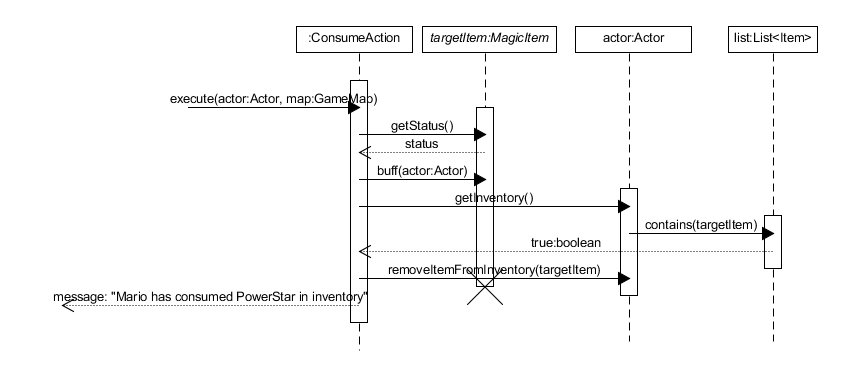 :ConsumeAction
targetItem:MagicItem
actor:Actor
list:List<Item>
execute(actor:Actor, map:GameMap)
getStatus()
status
buff(actor:Actor)
getInventory()
contains(targetItem)
true:boolean
removeItemFromInventory(targetItem)
message: "Mario has consumed PowerStar in inventory"